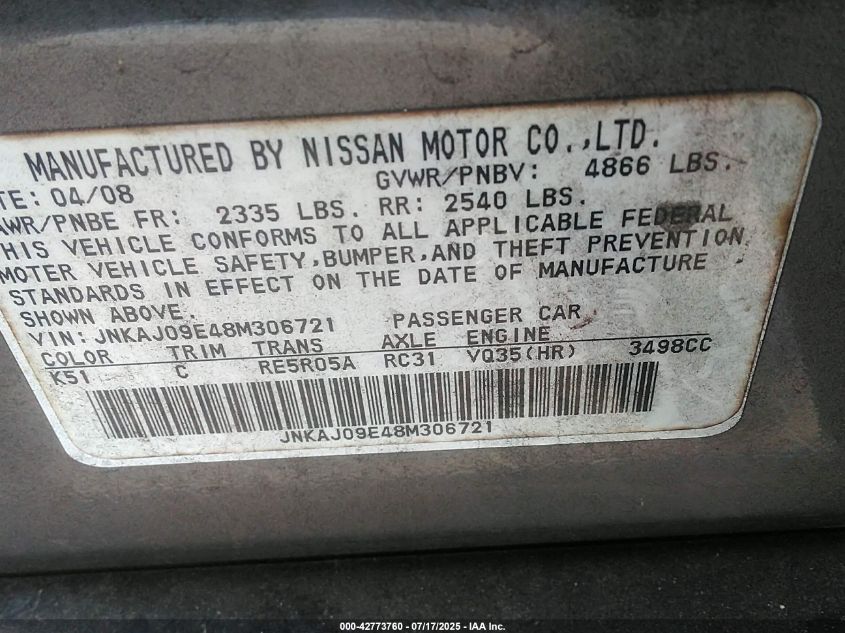 MANUFACTURED BY NISSAN MOTOR CO.,LTD.
TE: 04/08 GVWR/PNBV: 4866 LBS.
AWR/PNBE FR: 2335 LBS. RR: 2540 LBS.
THIS VEHICLE CONFORMS TO ALL APPLICABLE FEDERAL
MOTER VEHICLE SAFETY,BUMPER,AND THEFT PREVENTION
STANDARDS IN EFFECT ON THE DATE OF MANUFACTURE
SHOWN ABOVE.
VIN: JNKAJ09E48M306721 PASSENGER CAR
COLOR TRIM TRANS AXLE ENGINE
K51 C RE5R05A RC31 VQ35(HR) 3498CC
JNKAJ09E48M306721
000-42773760 - 07/17/2025 - IAA Inc.